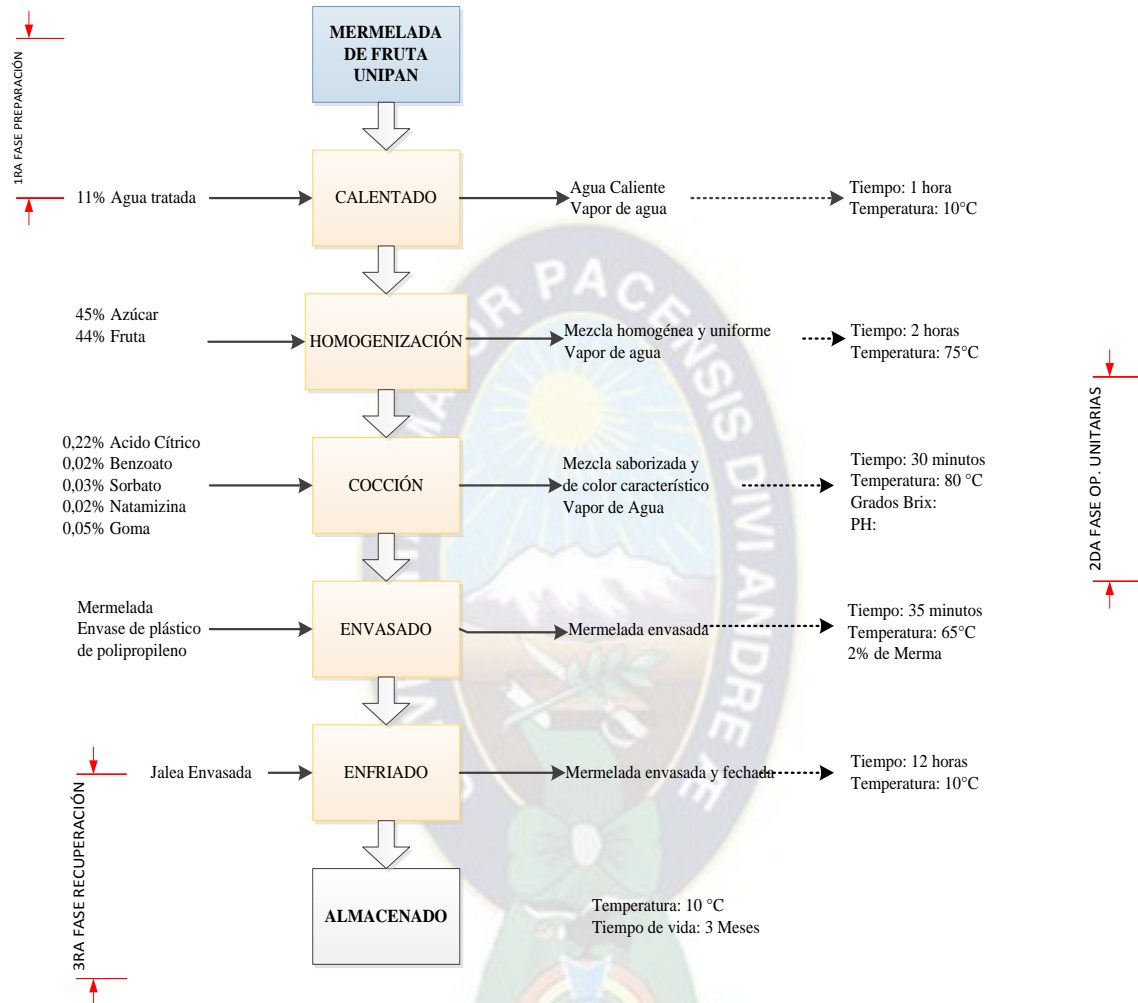 MERMELADA
DE FRUTA
UNIPAN
1RA FASE PREPARACIÓN
11% Agua tratada
CALENTADO
Agua Caliente
Vapor de agua
Tiempo: 1 hora
Temperatura: 10°C
45% Azúcar
44% Fruta
HOMOGENIZACIÓN
Mezcla homogénea y uniforme
Vapor de agua
Tiempo: 2 horas
Temperatura: 75°C
2DA FASE OP. UNITARIAS
0,22% Acido Cítrico
0,02% Benzoato
0,03% Sorbato
0,02% Natamizina
0,05% Goma
COCCIÓN
Mezcla saborizada y
de color característico
Vapor de Agua
Tiempo: 30 minutos
Temperatura: 80 °C
Grados Brix:
PH:
Mermelada
Envase de plástico
de polipropileno
ENVASADO
Mermelada envasada
Tiempo: 35 minutos
Temperatura: 65°C
2% de Merma
3RA FASE RECUPERACIÓN
Jalea Envasada
ENFRIADO
Mermelada envasada y fechada
Tiempo: 12 horas
Temperatura: 10°C
ALMACENADO
Temperatura: 10 °C
Tiempo de vida: 3 Meses
PACENSIS DIVI ANDRE Æ